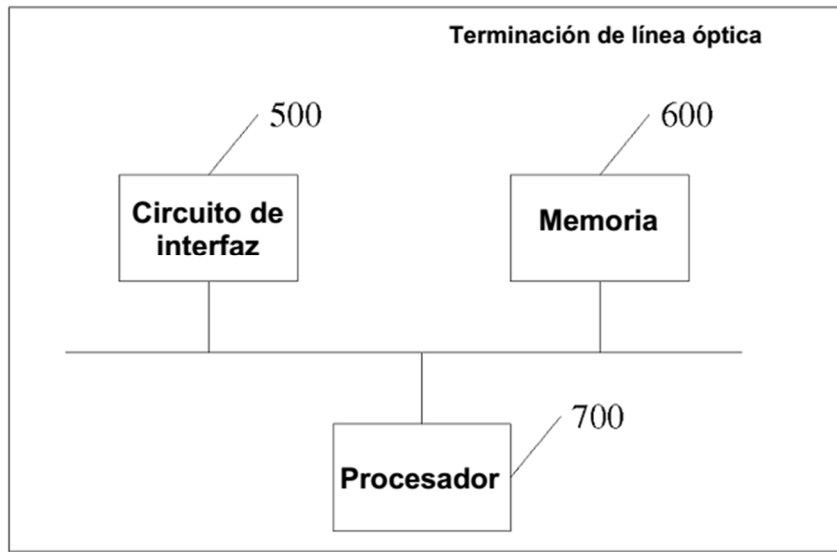 Terminación de línea óptica
500
600
Circuito de
interfaz
Memoria
700
Procesador